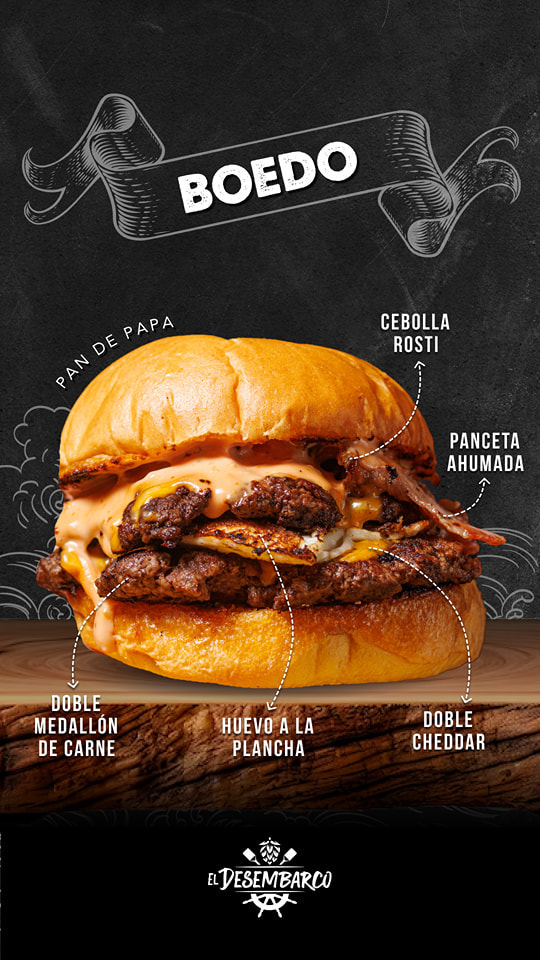 BOEDO
PAN DE PAPA
CEBOLLA
ROSTI
PANCETA
AHUMADA
DOBLE
MEDALLÓN
DE CARNE
HUEVO A LA
PLANCHA
DOBLE
CHEDDAR
EL DESEMBARCO